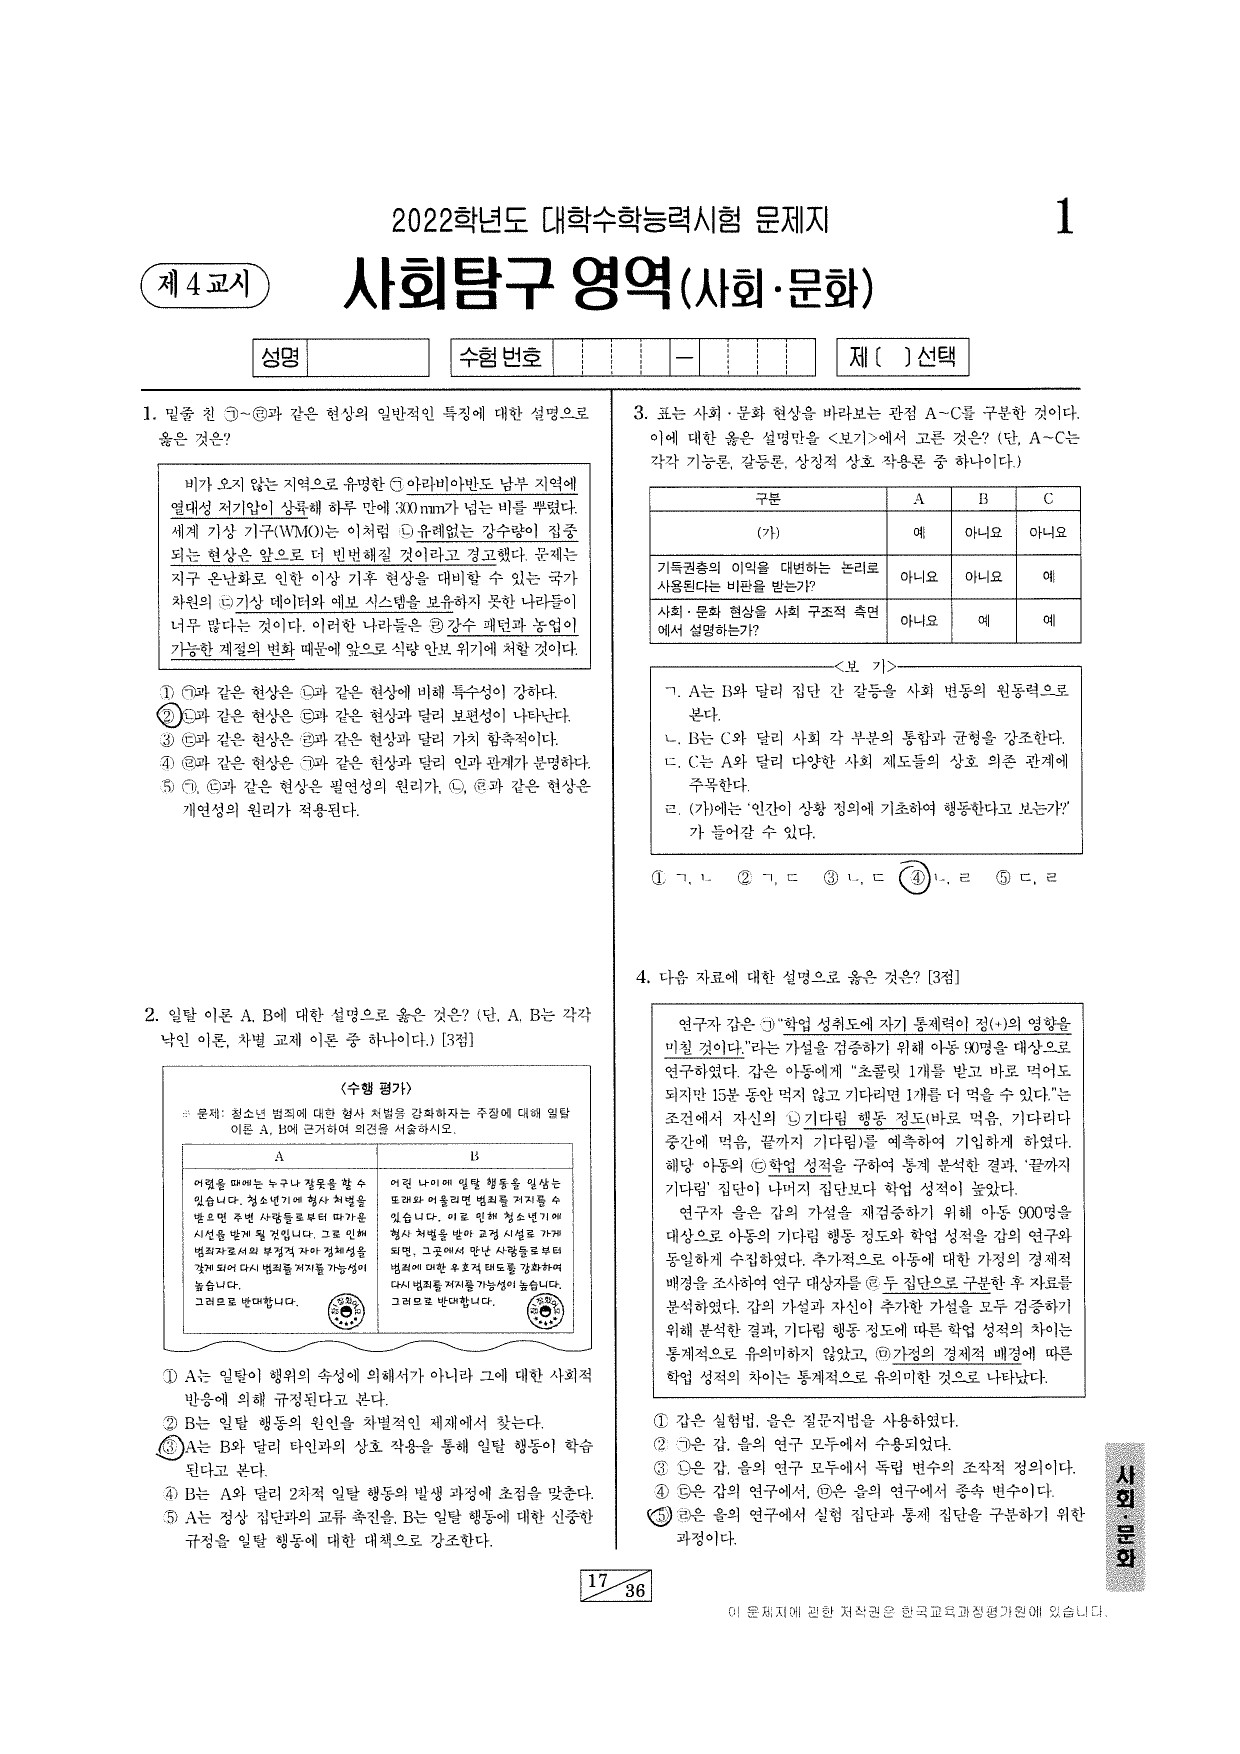 2022학년도 대학수학능력시험 문제지
1
제 4 교시
사회탐구 영역(사회·문화)
성명
수험 번호
—
제 ( ) 선택
1. 밑줄 친 ㉠~㉣과 같은 현상의 일반적인 특징에 대한 설명으로
옳은 것은?
비가 오지 않는 지역으로 유명한 ㉠ 아라비아반도 남부 지역에
열대성 저기압이 상륙해 하루 만에 300mm가 넘는 비를 뿌렸다.
세계 기상 기구(WMO)는 이처럼 ㉡ 유례없는 강수량이 집중
되는 현상은 앞으로 더 빈번해질 것이라고 경고했다. 문제는
지구 온난화로 인한 이상 기후 현상을 대비할 수 있는 국가
차원의 ㉢ 기상 데이터와 예보 시스템을 보유하지 못한 나라들이
너무 많다는 것이다. 이러한 나라들은 ㉣ 강수 패턴과 농업이
가능한 계절의 변화 때문에 앞으로 식량 안보 위기에 처할 것이다.
① ㉠과 같은 현상은 ㉡과 같은 현상에 비해 특수성이 강하다.
② ㉡과 같은 현상은 ㉢과 같은 현상과 달리 보편성이 나타난다.
③ ㉢과 같은 현상은 ㉣과 같은 현상과 달리 가치 함축적이다.
④ ㉣과 같은 현상은 ㉠과 같은 현상과 달리 인과 관계가 분명하다.
⑤ ㉠, ㉢과 같은 현상은 필연성의 원리가, ㉡, ㉣과 같은 현상은
개연성의 원리가 적용된다.
2. 일탈 이론 A, B에 대한 설명으로 옳은 것은? (단, A, B는 각각
낙인 이론, 차별 교제 이론 중 하나이다.) [3점]
<수행 평가>
※ 문제: 청소년 범죄에 대한 형사 처벌을 강화하자는 주장에 대해 일탈
이론 A, B에 근거하여 의견을 서술하시오.
A
B
어렸을 때에는 누구나 잘못을 할 수
있습니다. 청소년기에 형사 처벌을
받으면 주변 사람들로부터 따가운
시선을 받게 될 것입니다. 그로 인해
범죄자로서의 부정적 자아 정체성을
갖게 되어 다시 범죄를 저지를 가능성이
높습니다.
그러므로 반대합니다.
어린 나이에 일탈 행동을 일삼는
또래와 어울리면 범죄를 저지를 수
있습니다. 이로 인해 청소년기에
형사 처벌을 받아 교정 시설로 가게
되면, 그곳에서 만난 사람들로부터
범죄에 대한 우호적 태도를 강화하여
다시 범죄를 저지를 가능성이 높습니다.
그러므로 반대합니다.
① A는 일탈이 행위의 속성에 의해서가 아니라 그에 대한 사회적
반응에 의해 규정된다고 본다.
② B는 일탈 행동의 원인을 차별적인 제재에서 찾는다.
③ A는 B와 달리 타인과의 상호 작용을 통해 일탈 행동이 학습
된다고 본다.
④ B는 A와 달리 2차적 일탈 행동의 발생 과정에 초점을 맞춘다.
⑤ A는 정상 집단과의 교류 촉진을, B는 일탈 행동에 대한 신중한
규정을 일탈 행동에 대한 대책으로 강조한다.
3. 표는 사회·문화 현상을 바라보는 관점 A~C를 구분한 것이다.
이에 대한 옳은 설명만을 <보기>에서 고른 것은? (단, A~C는
각각 기능론, 갈등론, 상징적 상호 작용론 중 하나이다.)
구분 A B C
(가) 예 아니요 아니요
기득권층의 이익을 대변하는 논리로
사용된다는 비판을 받는가? 아니요 아니요 예
사회·문화 현상을 사회 구조적 측면
에서 설명하는가? 아니요 예 예
<보 기>
ㄱ. A는 B와 달리 집단 간 갈등을 사회 변동의 원동력으로
본다.
ㄴ. B는 C와 달리 사회 각 부분의 통합과 균형을 강조한다.
ㄷ. C는 A와 달리 다양한 사회 제도들의 상호 의존 관계에
주목한다.
ㄹ. (가)에는 '인간이 상황 정의에 기초하여 행동한다고 보는가?'
가 들어갈 수 있다.
① ㄱ, ㄴ ② ㄱ, ㄷ ③ ㄴ, ㄷ ④ ㄴ, ㄹ ⑤ ㄷ, ㄹ
4. 다음 자료에 대한 설명으로 옳은 것은? [3점]
연구자 갑은 ㉠ "학업 성취도에 자기 통제력이 정(+)의 영향을
미칠 것이다."라는 가설을 검증하기 위해 아동 90명을 대상으로
연구하였다. 갑은 아동에게 "초콜릿 1개를 받고 바로 먹어도
되지만 15분 동안 먹지 않고 기다리면 1개를 더 먹을 수 있다."는
조건에서 자신의 ㉡ 기다림 행동 정도(바로 먹음, 기다리다
중간에 먹음, 끝까지 기다림)를 예측하여 기입하게 하였다.
해당 아동의 ㉢ 학업 성적을 구하여 통계 분석한 결과, '끝까지
기다림' 집단이 나머지 집단보다 학업 성적이 높았다.
연구자 을은 갑의 가설을 재검증하기 위해 아동 900명을
대상으로 아동의 기다림 행동 정도와 학업 성적을 갑의 연구와
동일하게 수집하였다. 추가적으로 아동에 대한 가정의 경제적
배경을 조사하여 연구 대상자를 ㉣ 두 집단으로 구분한 후 자료를
분석하였다. 갑의 가설과 자신이 추가한 가설을 모두 검증하기
위해 분석한 결과, 기다림 행동 정도에 따른 학업 성적의 차이는
통계적으로 유의미하지 않았고, ㉤ 가정의 경제적 배경에 따른
학업 성적의 차이는 통계적으로 유의미한 것으로 나타났다.
① 갑은 실험법, 을은 질문지법을 사용하였다.
② ㉠은 갑, 을의 연구 모두에서 수용되었다.
③ ㉡은 갑, 을의 연구 모두에서 독립 변수의 조작적 정의이다.
④ ㉢은 갑의 연구에서, ㉤은 을의 연구에서 종속 변수이다.
⑤ ㉣은 을의 연구에서 실험 집단과 통제 집단을 구분하기 위한
과정이다.
사회·문화
17
36
이 문제지에 관한 저작권은 한국교육과정평가원에 있습니다.